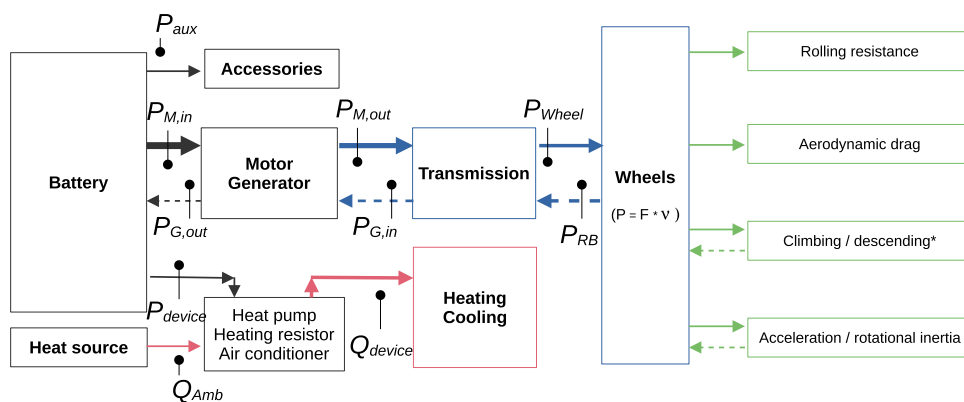 P_aux
Accessories
Rolling resistance
P_M,in
P_M,out
P_Wheel
Battery
Motor
Generator
Transmission
Wheels
(P = F * ν )
Aerodynamic drag
P_G,out
P_G,in
P_RB
Climbing / descending*
P_device
Heat pump
Heating resistor
Air conditioner
Heating
Cooling
Q_device
Heat source
Q_Amb
Acceleration / rotational inertia